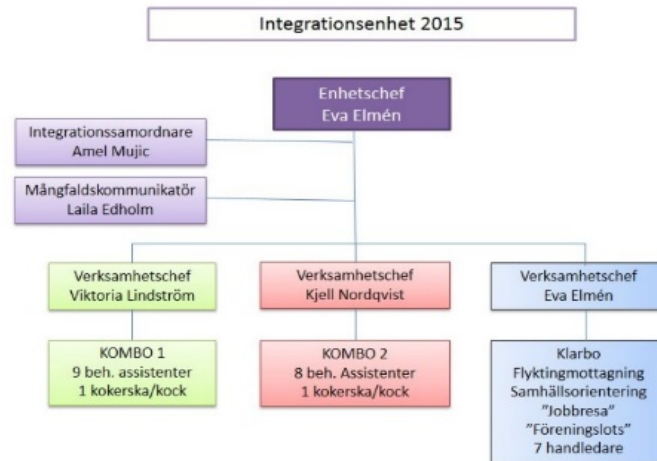 Integrationsenhet 2015
Enhetschef
Eva Elmén
Integrationssamordnare
Amel Mujic
Mångfaldskommunikatör
Laila Edholm
Verksamhetschef
Viktoria Lindström
Verksamhetschef
Kjell Nordqvist
Verksamhetschef
Eva Elmén
KOMBO 1
9 beh. assistenter
1 kokerska/kock
KOMBO 2
8 beh. Assistenter
1 kokerska/kock
Klarbo
Flyktingmottagning
Samhällsorientering
”Jobbresa”
”Föreningslots”
7 handledare